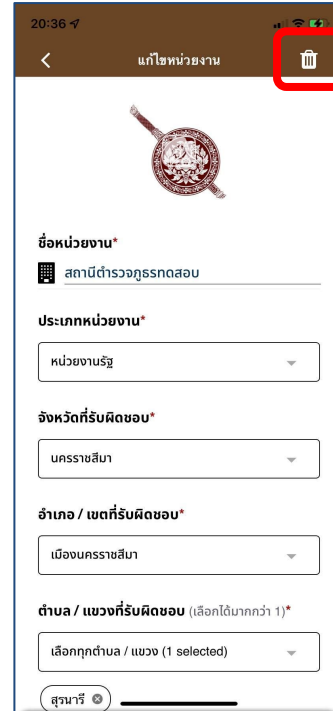 20:36
แก้ไขหน่วยงาน
ชื่อหน่วยงาน*
สถานีตำรวจภูธรทดสอบ
ประเภทหน่วยงาน*
หน่วยงานรัฐ
จังหวัดที่รับผิดชอบ*
นครราชสีมา
อำเภอ / เขตที่รับผิดชอบ*
เมืองนครราชสีมา
ตำบล / แขวงที่รับผิดชอบ (เลือกได้มากกว่า 1)*
เลือกทุกตำบล / แขวง (1 selected)
สุรนารี